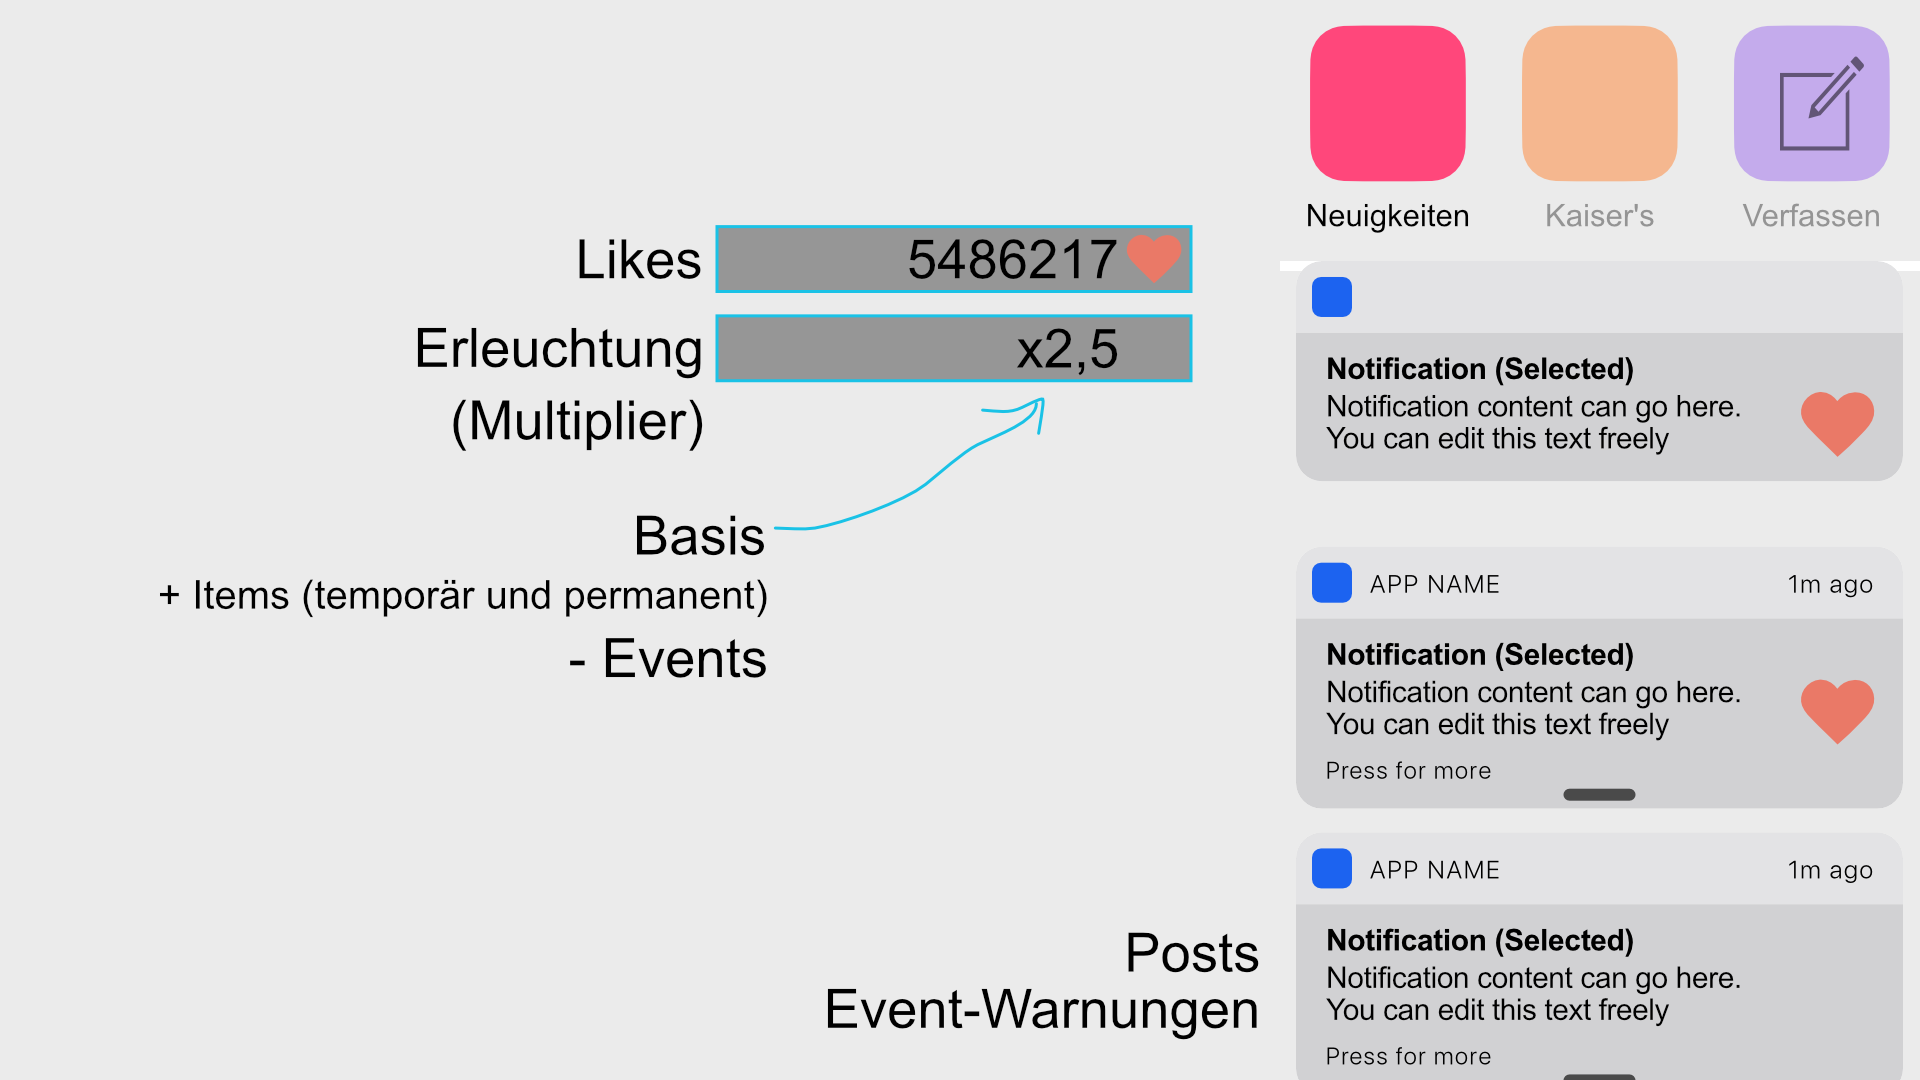 Neuigkeiten
Kaiser's
Verfassen
Likes 5486217
Erleuchtung x2,5
(Multiplier)
Basis
+ Items (temporär und permanent)
- Events
Notification (Selected)
Notification content can go here.
You can edit this text freely
APP NAME 1m ago
Notification (Selected)
Notification content can go here.
You can edit this text freely
Press for more
Posts
Event-Warnungen
APP NAME 1m ago
Notification (Selected)
Notification content can go here.
You can edit this text freely
Press for more